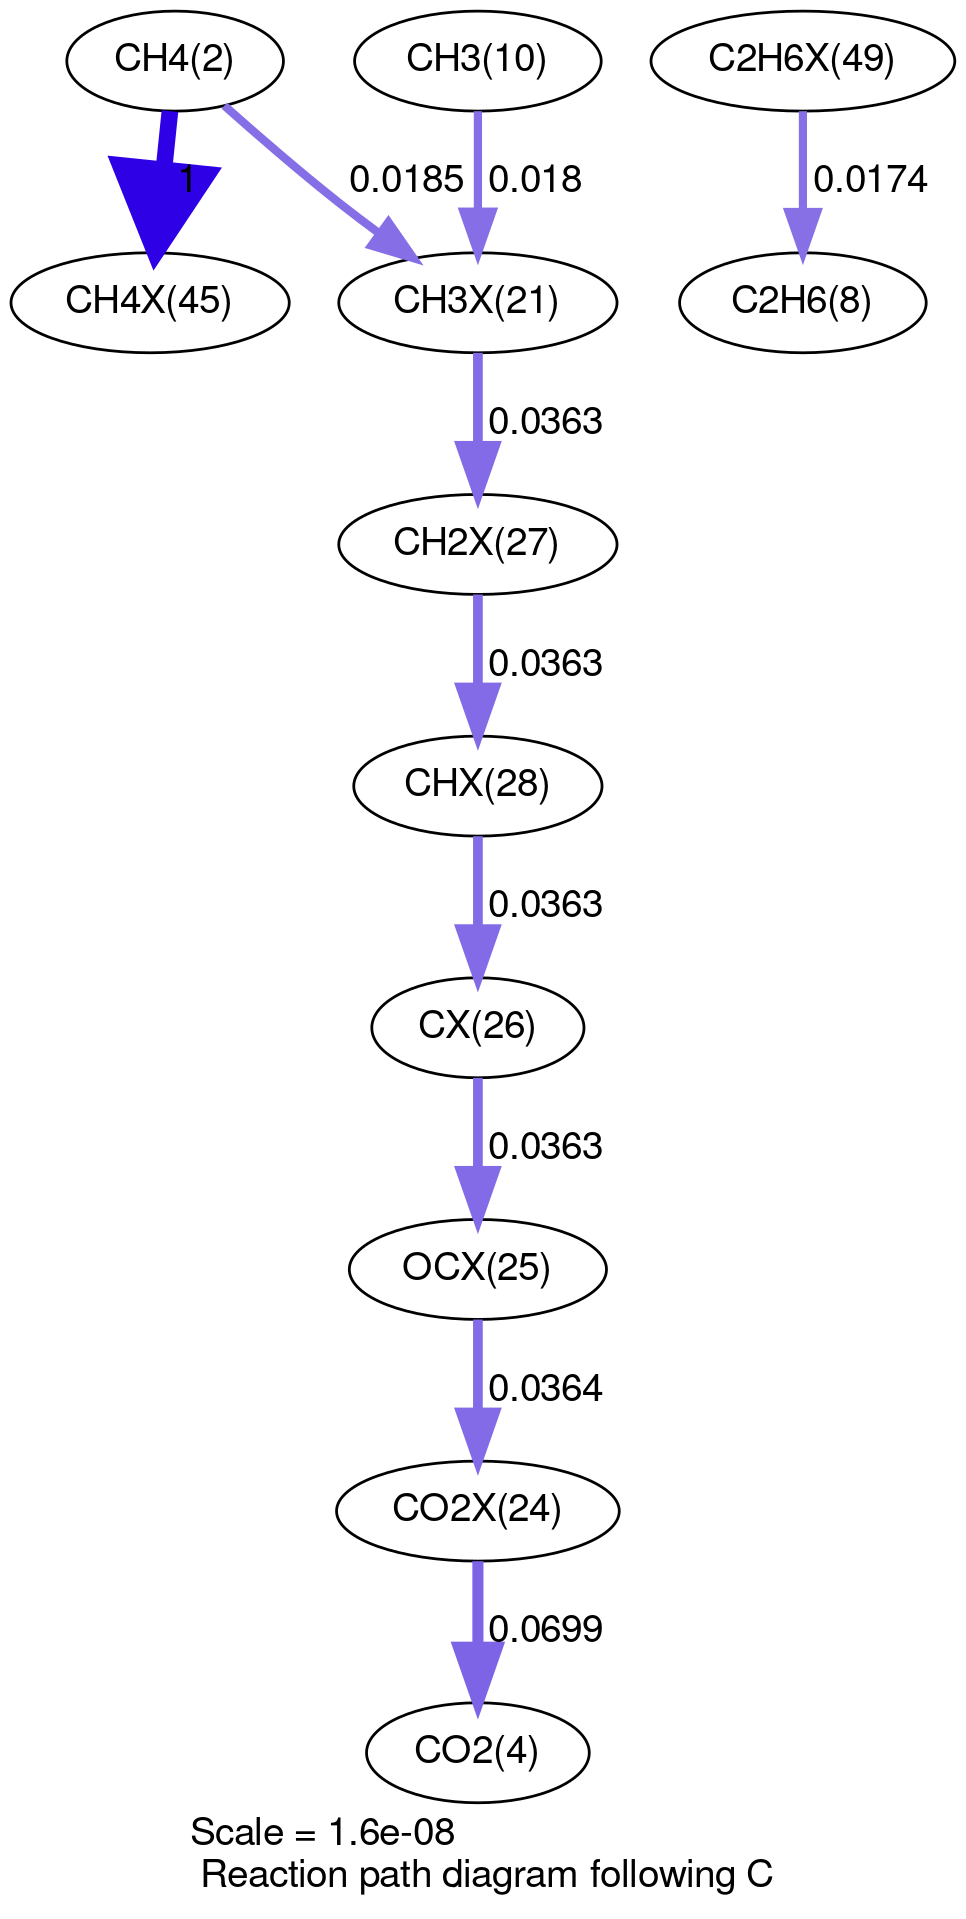 CH4(2)
CH3(10)
C2H6X(49)
1
0.0185
0.018
0.0174
CH4X(45)
CH3X(21)
C2H6(8)
0.0363
CH2X(27)
0.0363
CHX(28)
0.0363
CX(26)
0.0363
OCX(25)
0.0364
CO2X(24)
0.0699
CO2(4)
Scale = 1.6e-08
Reaction path diagram following C